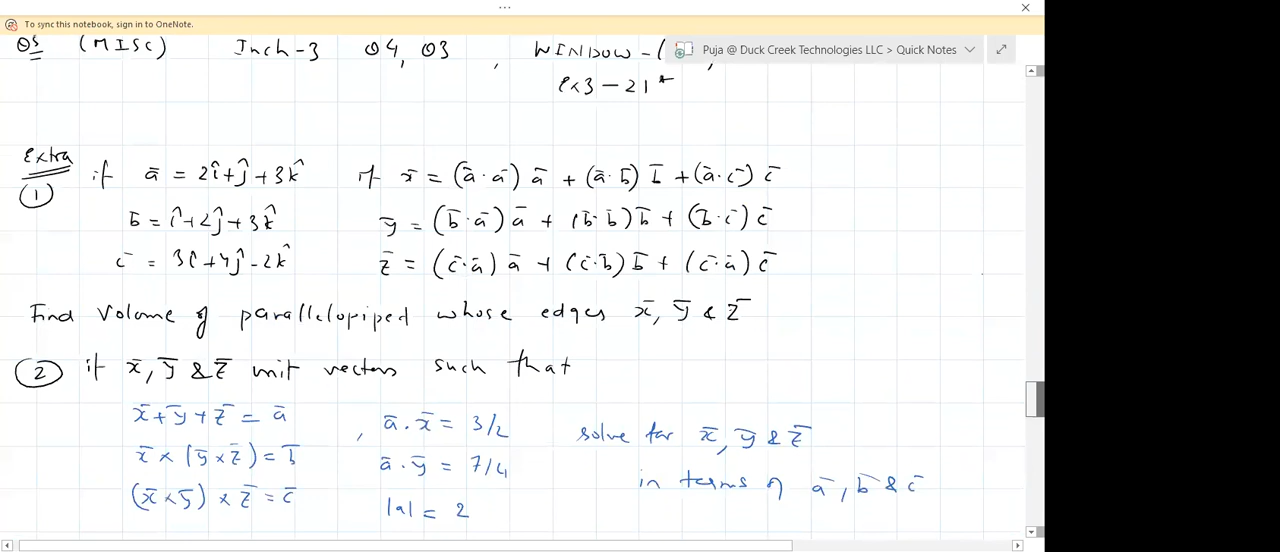 To sync this notebook, sign in to OneNote.
Q5 (MISC) Inch-3 Q4, Q3 , WINDOW-(
Puja @ Duck Creek Technologies LLC > Quick Notes
ex3-21*
Extra
(1) if ā = 2î+ĵ+3k̂ if x̄ = (ā·ā) ā + (ā·b̄) b̄ + (ā·c̄) c̄
b̄ = î+2ĵ+3k̂ ȳ = (b̄·ā) ā + (b̄·b̄) b̄ + (b̄·c̄) c̄
c̄ = 3î+4ĵ-2k̂ z̄ = (c̄·ā) ā + (c̄·b̄) b̄ + (c̄·ā) c̄
Find Volume of parallelopiped whose edges x̄, ȳ & z̄
(2) if x̄, ȳ & z̄ unit vectors such that
x̄+ȳ+z̄ = ā , ā·x̄ = 3/2 solve for x̄, ȳ & z̄
x̄ × (ȳ×z̄) = b̄ ā·ȳ = 7/4 in terms of ā, b̄ & c̄
(x̄×ȳ) × z̄ = c̄ |a| = 2